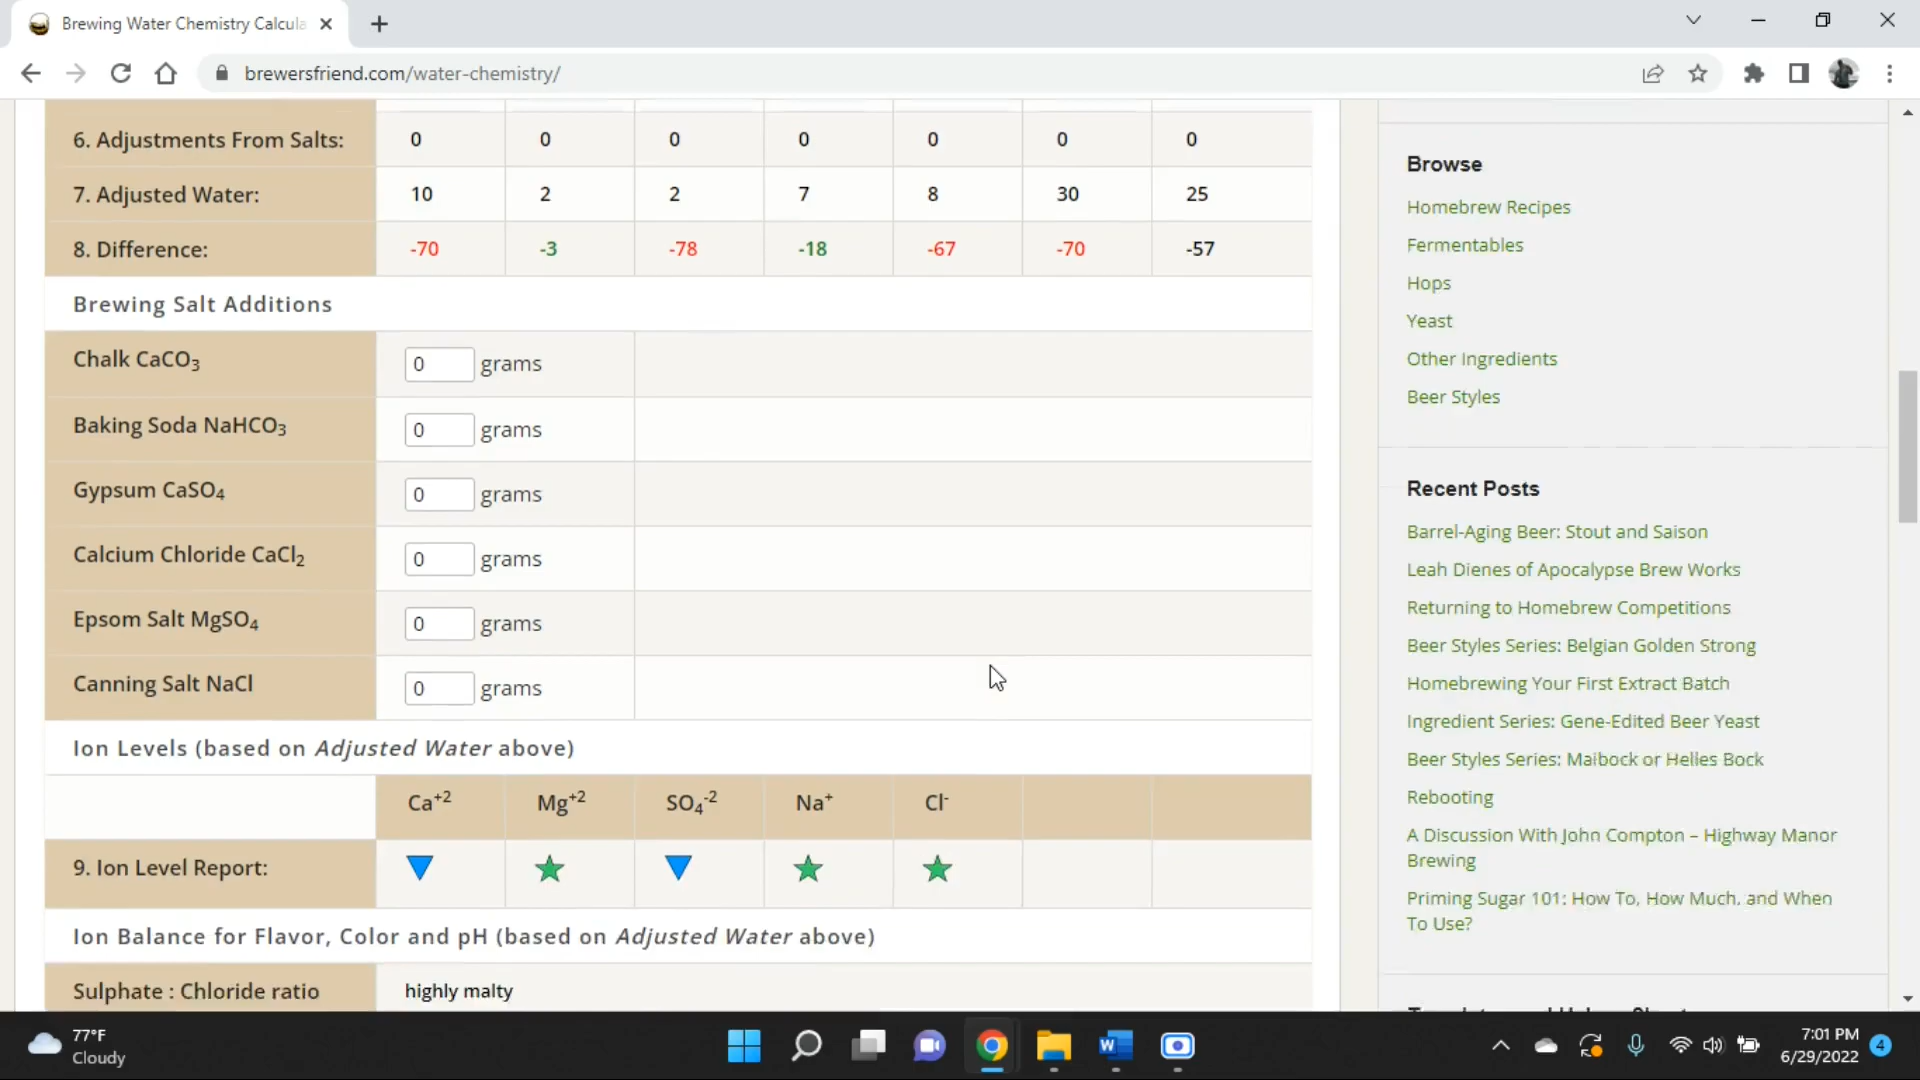 Brewing Water Chemistry Calcula
brewersfriend.com/water-chemistry/
6. Adjustments From Salts: 0 0 0 0 0 0 0
7. Adjusted Water: 10 2 2 7 8 30 25
8. Difference: -70 -3 -78 -18 -67 -70 -57
Brewing Salt Additions
Chalk CaCO3 0 grams
Baking Soda NaHCO3 0 grams
Gypsum CaSO4 0 grams
Calcium Chloride CaCl2 0 grams
Epsom Salt MgSO4 0 grams
Canning Salt NaCl 0 grams
Ion Levels (based on Adjusted Water above)
Ca+2 Mg+2 SO4-2 Na+ Cl-
9. Ion Level Report:
Ion Balance for Flavor, Color and pH (based on Adjusted Water above)
Sulphate : Chloride ratio highly malty
Browse
Homebrew Recipes
Fermentables
Hops
Yeast
Other Ingredients
Beer Styles
Recent Posts
Barrel-Aging Beer: Stout and Saison
Leah Dienes of Apocalypse Brew Works
Returning to Homebrew Competitions
Beer Styles Series: Belgian Golden Strong
Homebrewing Your First Extract Batch
Ingredient Series: Gene-Edited Beer Yeast
Beer Styles Series: Maibock or Helles Bock
Rebooting
A Discussion With John Compton – Highway Manor
Brewing
Priming Sugar 101: How To, How Much, and When
To Use?
77°F
Cloudy
W
7:01 PM
6/29/2022
4